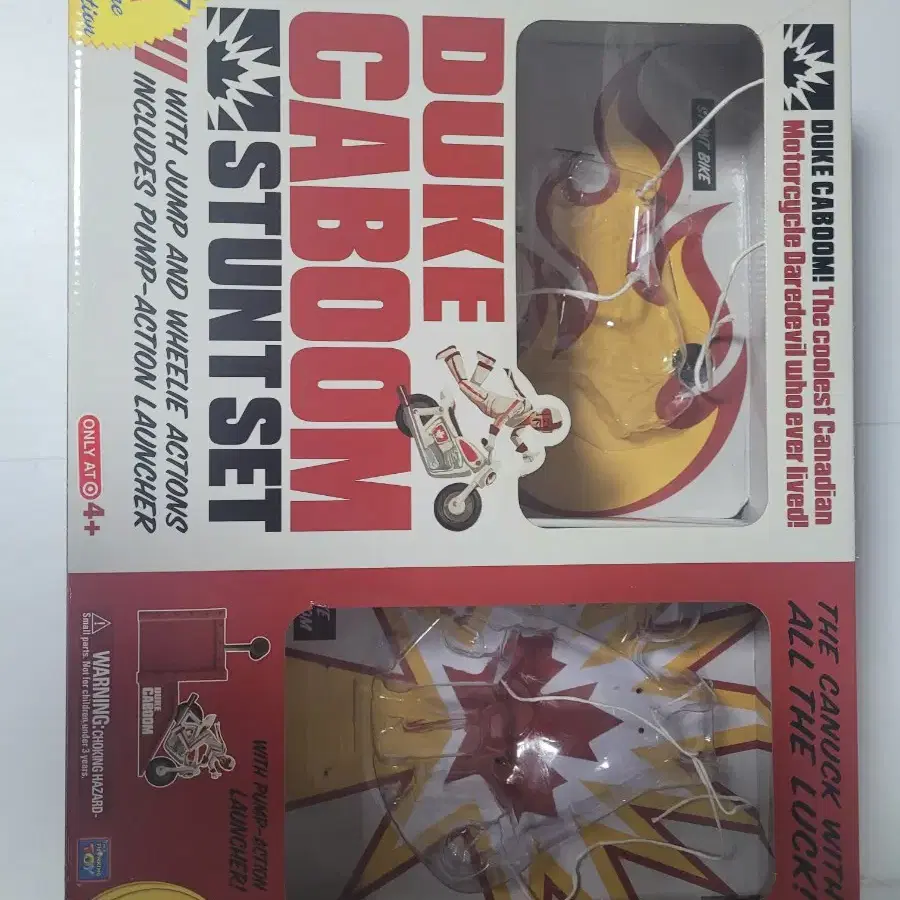 DUKE CABOOM! The coolest Canadian
Motorcycle Daredevil who ever lived!
STUNT BIKE
DUKE
CABOOM
STUNT SET
WITH JUMP AND WHEELIE ACTIONS
INCLUDES PUMP-ACTION LAUNCHER
ONLY AT
4+
THE CANUCK WITH
ALL THE LUCK!
WITH PUMP-ACTION
LAUNCHER!
DUKE
CABOOM
WARNING: CHOKING HAZARD-
Small parts. Not for children under 3 years.
THINKWAY
TOYS